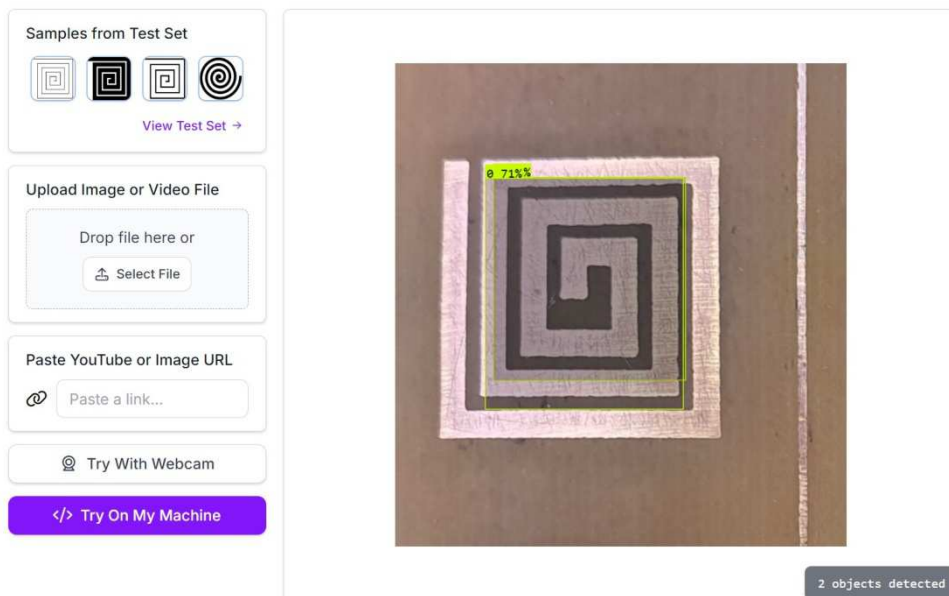 Samples from Test Set
View Test Set →
Upload Image or Video File
Drop file here or
Select File
Paste YouTube or Image URL
Paste a link...
Try With Webcam
</> Try On My Machine
0 71%%
2 objects detected